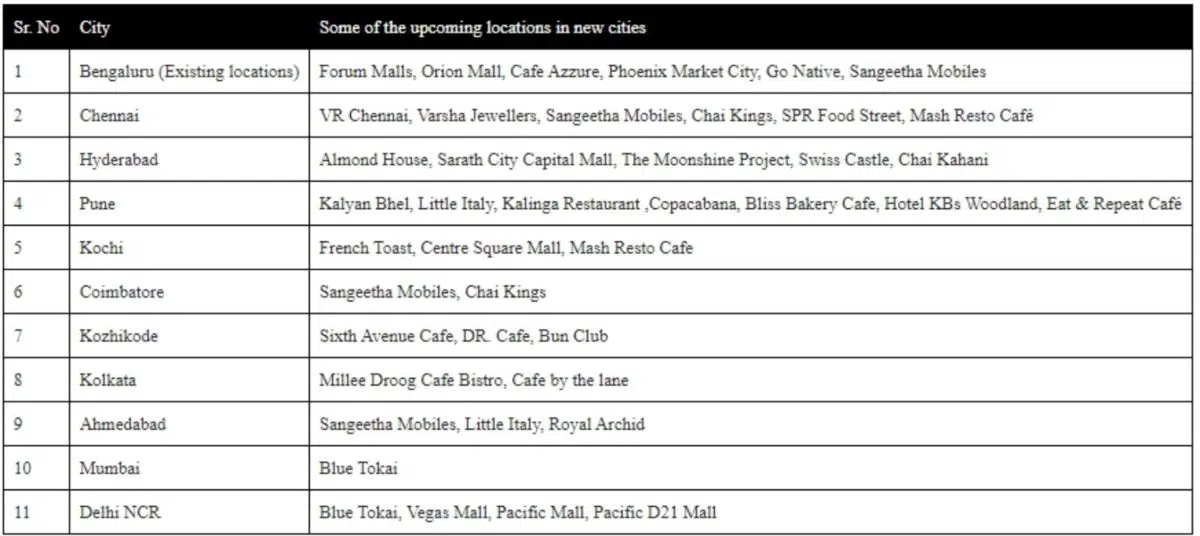 Sr. No City Some of the upcoming locations in new cities
1 Bengaluru (Existing locations) Forum Malls, Orion Mall, Cafe Azzure, Phoenix Market City, Go Native, Sangeetha Mobiles
2 Chennai VR Chennai, Varsha Jewellers, Sangeetha Mobiles, Chai Kings, SPR Food Street, Mash Resto Café
3 Hyderabad Almond House, Sarath City Capital Mall, The Moonshine Project, Swiss Castle, Chai Kahani
4 Pune Kalyan Bhel, Little Italy, Kalinga Restaurant ,Copacabana, Bliss Bakery Cafe, Hotel KBs Woodland, Eat & Repeat Café
5 Kochi French Toast, Centre Square Mall, Mash Resto Cafe
6 Coimbatore Sangeetha Mobiles, Chai Kings
7 Kozhikode Sixth Avenue Cafe, DR. Cafe, Bun Club
8 Kolkata Millee Droog Cafe Bistro, Cafe by the lane
9 Ahmedabad Sangeetha Mobiles, Little Italy, Royal Archid
10 Mumbai Blue Tokai
11 Delhi NCR Blue Tokai, Vegas Mall, Pacific Mall, Pacific D21 Mall